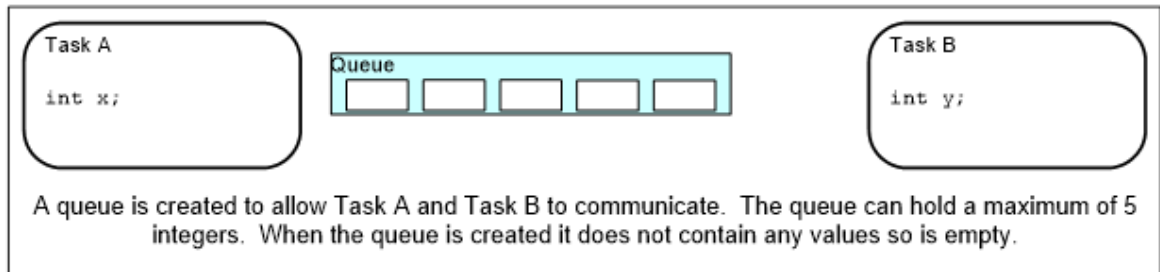 Task A
int x;
Queue
Task B
int y;
A queue is created to allow Task A and Task B to communicate.  The queue can hold a maximum of 5
integers.  When the queue is created it does not contain any values so is empty.